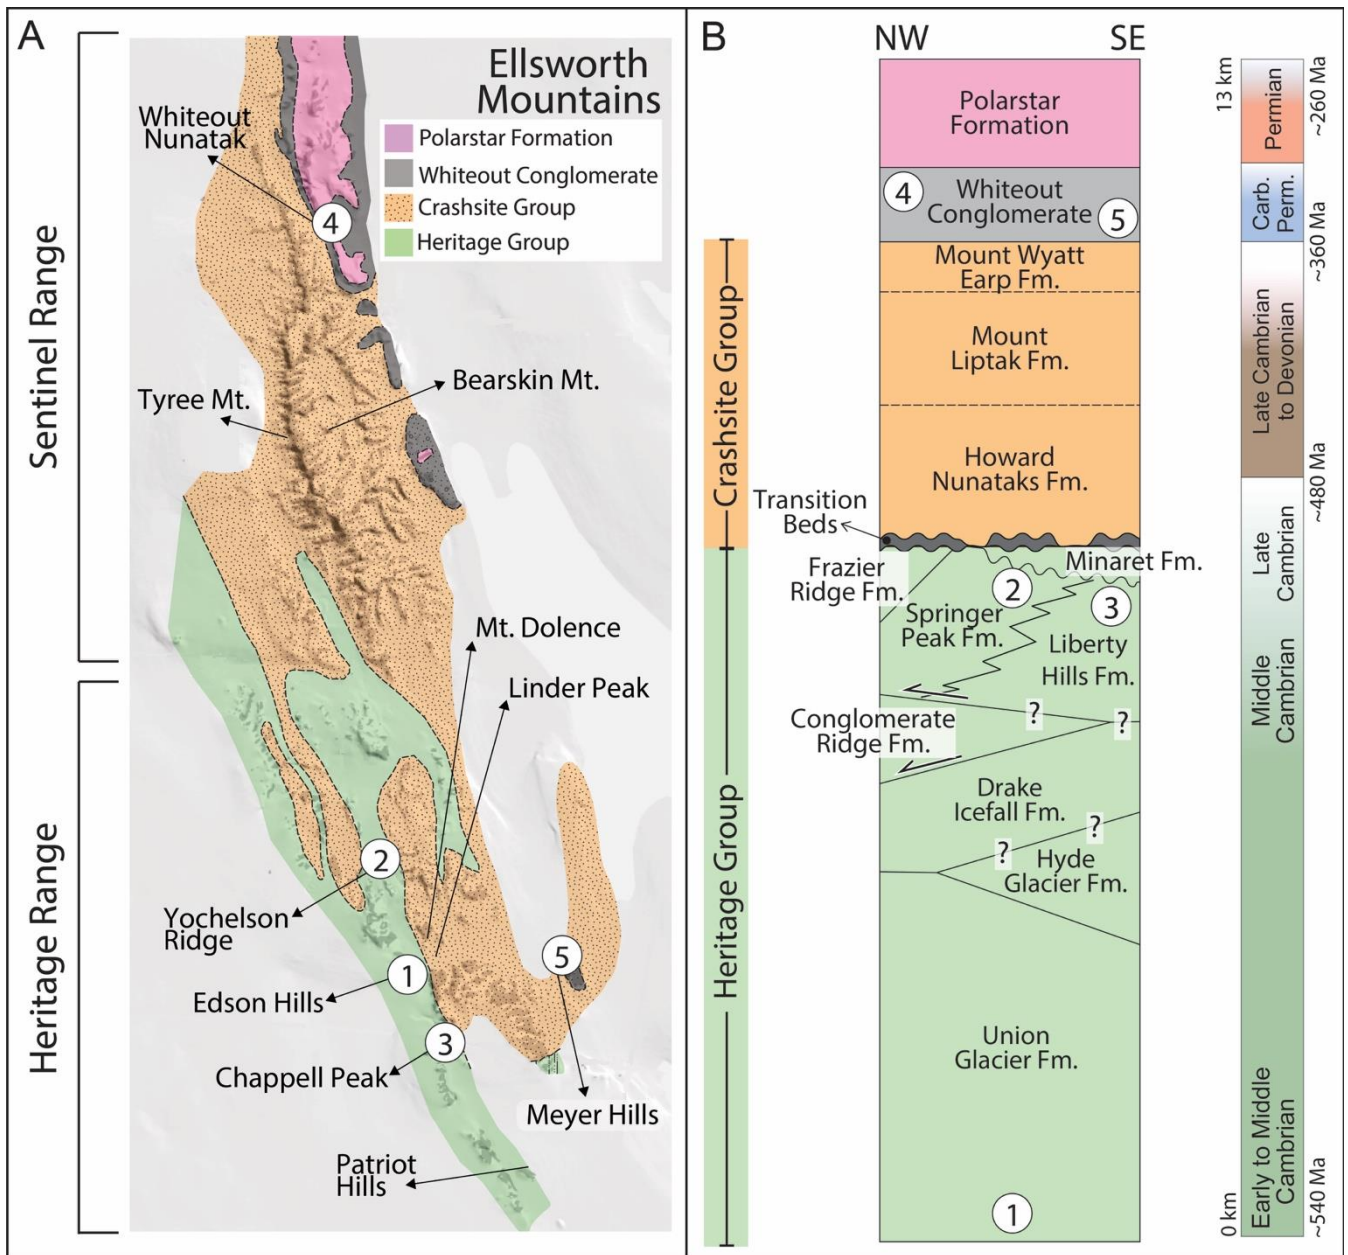 A
Ellsworth
Mountains
Polarstar Formation
Whiteout Conglomerate
Crashsite Group
Heritage Group
Sentinel Range
Heritage Range
Whiteout
Nunatak
4
Tyree Mt.
Bearskin Mt.
Mt. Dolence
Linder Peak
2
Yochelson
Ridge
1
Edson Hills
5
3
Chappell Peak
Meyer Hills
Patriot
Hills
B
NW
SE
Polarstar
Formation
4
Whiteout
Conglomerate
5
Mount Wyatt
Earp Fm.
Mount
Liptak Fm.
Howard
Nunataks Fm.
Crashsite Group
Transition
Beds
Minaret Fm.
Frazier
Ridge Fm.
2
3
Springer
Peak Fm.
Liberty
Hills Fm.
Conglomerate
Ridge Fm.
?
?
Drake
Icefall Fm.
?
?
Hyde
Glacier Fm.
Heritage Group
Union
Glacier Fm.
1
13 km
0 km
Permian
Carb.
Perm.
Late Cambrian
to Devonian
Late
Cambrian
Middle
Cambrian
Early to Middle
Cambrian
~260 Ma
~360 Ma
~480 Ma
~540 Ma